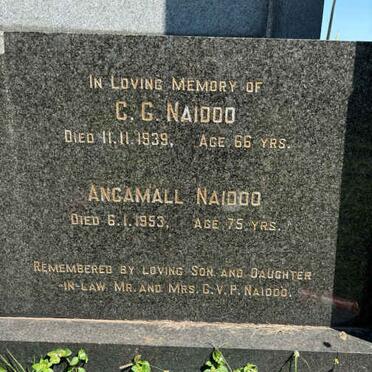 In Loving Memory of
C. G. Naidoo
Died 11.11.1939, Age 66 yrs.
Angamall Naidoo
Died 6.1.1953, Age 75 yrs.
Remembered by loving Son and Daughter
-in-law Mr. and Mrs. G.V.P. Naidoo.